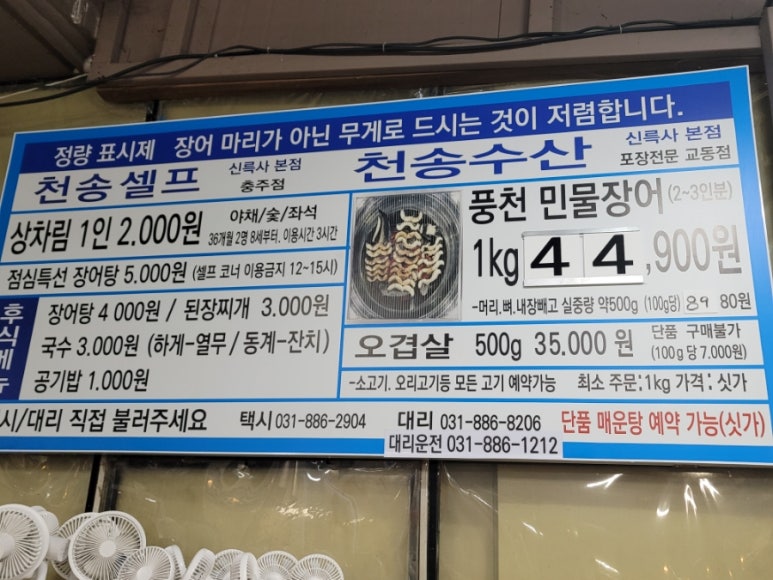 정량 표시제 장어 마리가 아닌 무게로 드시는 것이 저렴합니다.
천송셀프 신륵사 본점 충주점
천송수산 신륵사 본점 포장전문 교동점
상차림 1인 2.000원 야채/숯/좌석
36개월 2명 8세부터. 이용시간 3시간
점심특선 장어탕 5.000원 (셀프 코너 이용금지 12~15시)
후식메뉴
장어탕 4 000원 / 된장찌개 3.000원
국수 3.000원 (하게-열무 / 동계-잔치)
공기밥 1.000원
풍천 민물장어 (2~3인분)
1kg 44,900원
-머리.뼈.내장빼고 실중량 약500g (100g당) 89 80원
오겹살 500g 35.000 원 단품 구매불가
(100g 당 7.000원)
-소고기. 오리고기등 모든 고기 예약가능 최소 주문:1kg 가격: 싯가
시/대리 직접 불러주세요 택시 031-886-2904 대리 031-886-8206 단품 매운탕 예약 가능(싯가)
대리운전 031-886-1212